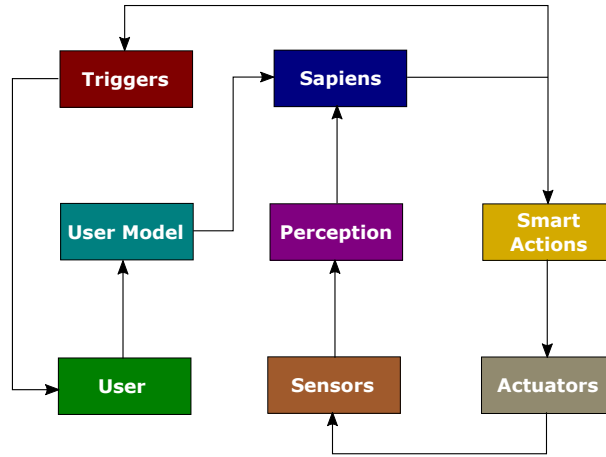 Triggers
Sapiens
User Model
Perception
Smart
Actions
User
Sensors
Actuators